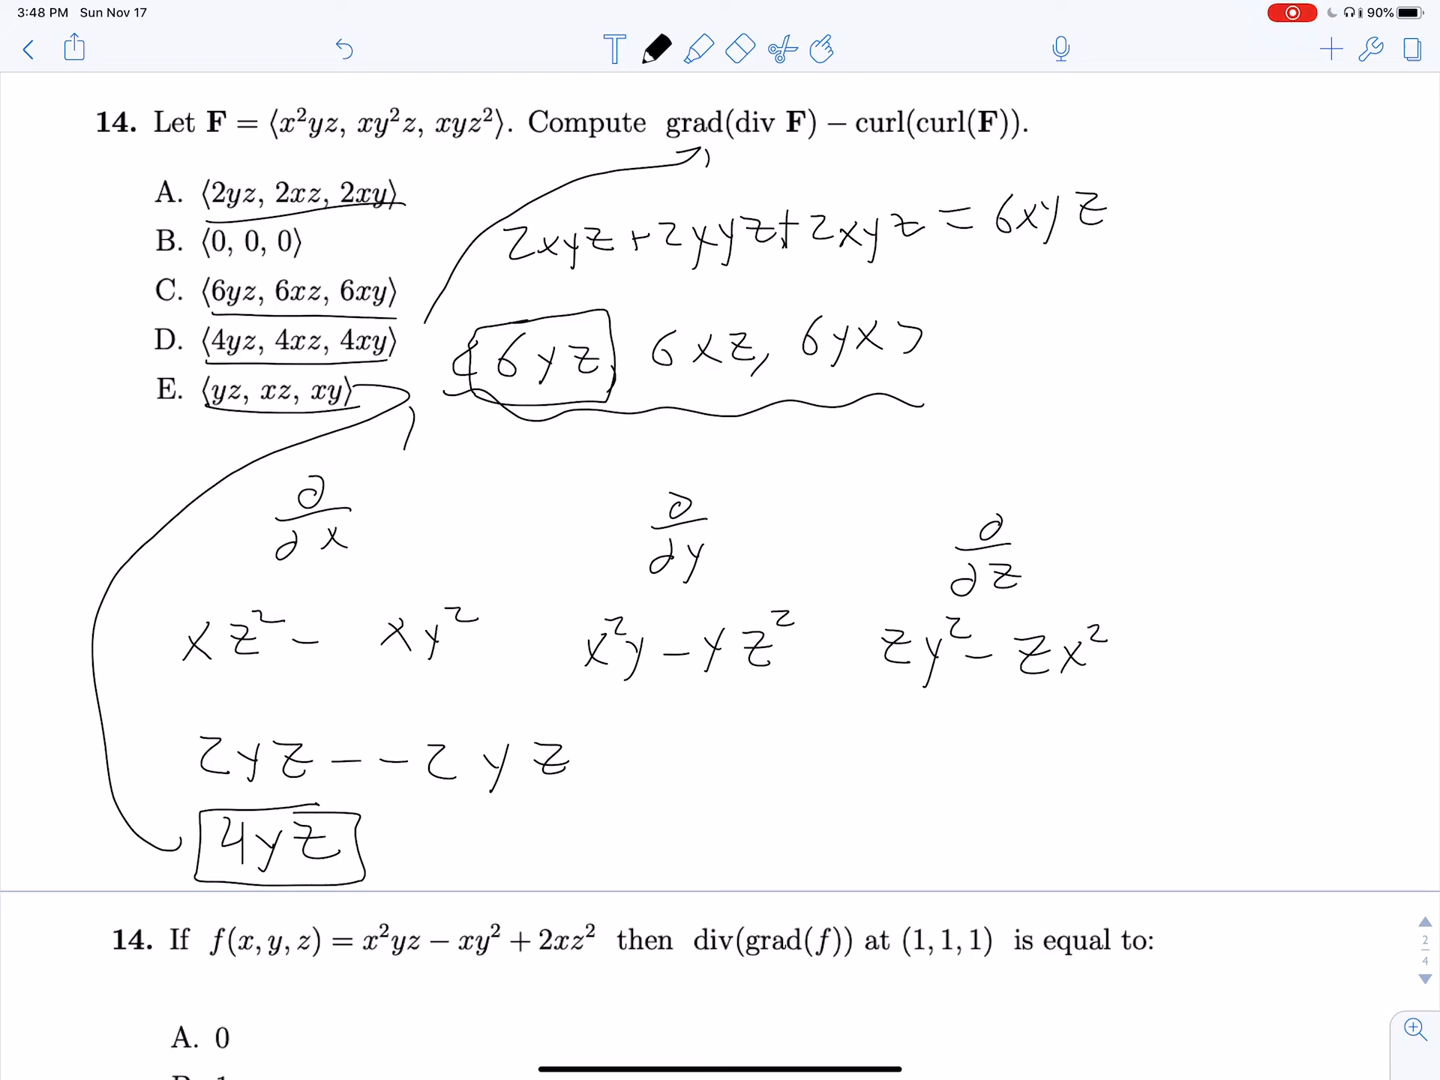 3:48 PM Sun Nov 17 90%
14. Let F = ⟨x²yz, xy²z, xyz²⟩. Compute grad(div F) − curl(curl(F)).
A. ⟨2yz, 2xz, 2xy⟩
B. ⟨0, 0, 0⟩
C. ⟨6yz, 6xz, 6xy⟩
D. ⟨4yz, 4xz, 4xy⟩
E. ⟨yz, xz, xy⟩
2xyz + 2xyyz + 2xyz = 6xyz
<6yz, 6xz, 6yx>
∂/∂x ∂/∂y ∂/∂z
xz² − xy² x²y − yz² zy² − zx²
2yz − −2yz
4yz
14. If f(x, y, z) = x²yz − xy² + 2xz² then div(grad(f)) at (1, 1, 1) is equal to:
2
4
A. 0